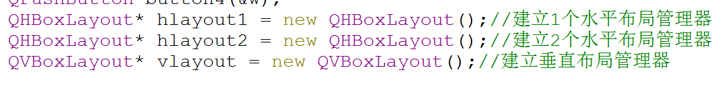 QPushButton button4(&w);
QHBoxLayout* hlayout1 = new QHBoxLayout();//建立1个水平布局管理器
QHBoxLayout* hlayout2 = new QHBoxLayout();//建立2个水平布局管理器
QVBoxLayout* vlayout = new QVBoxLayout();//建立垂直布局管理器